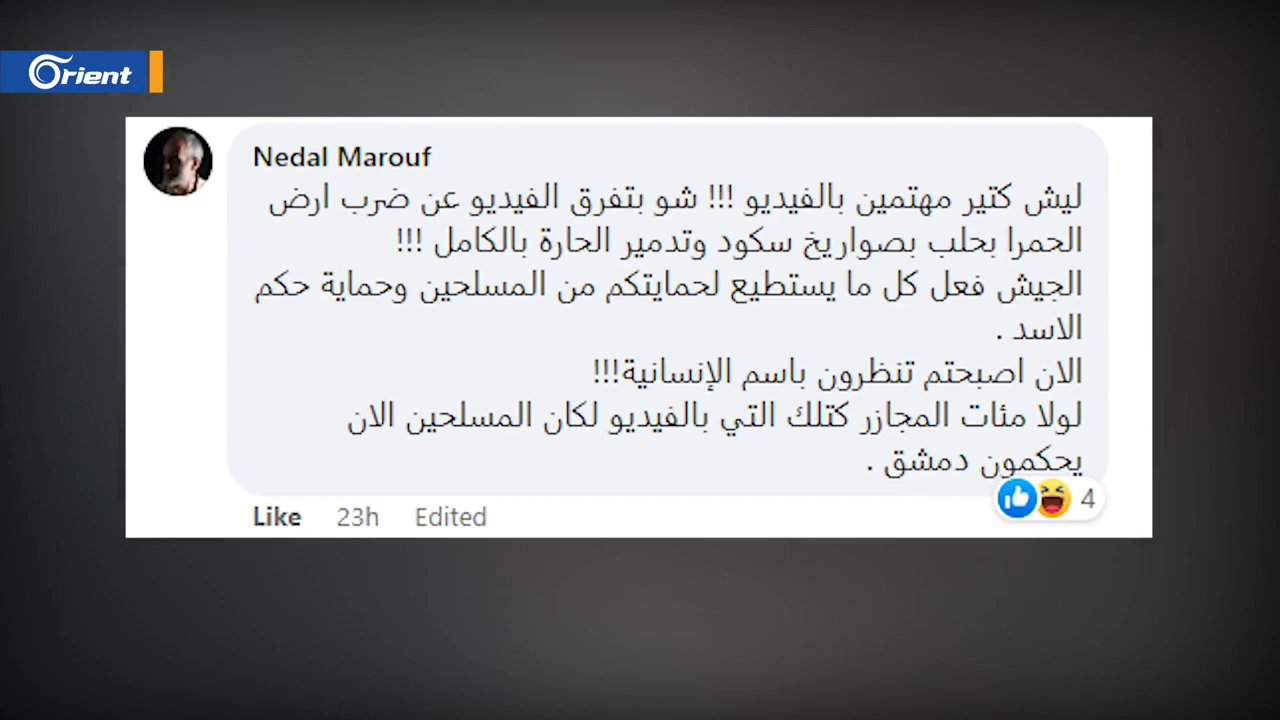 Orient
Nedal Marouf
ليش كتير مهتمين بالفيديو !!! شو بتفرق الفيديو عن ضرب ارض
الحمرا بحلب بصواريخ سكود وتدمير الحارة بالكامل !!!
الجيش فعل كل ما يستطيع لحمايتكم من المسلحين وحماية حكم
الاسد .
الان اصبحتم تنظرون باسم الإنسانية!!!
لولا مئات المجازر كتلك التي بالفيديو لكان المسلحين الان
يحكمون دمشق .
4
Like 23h Edited